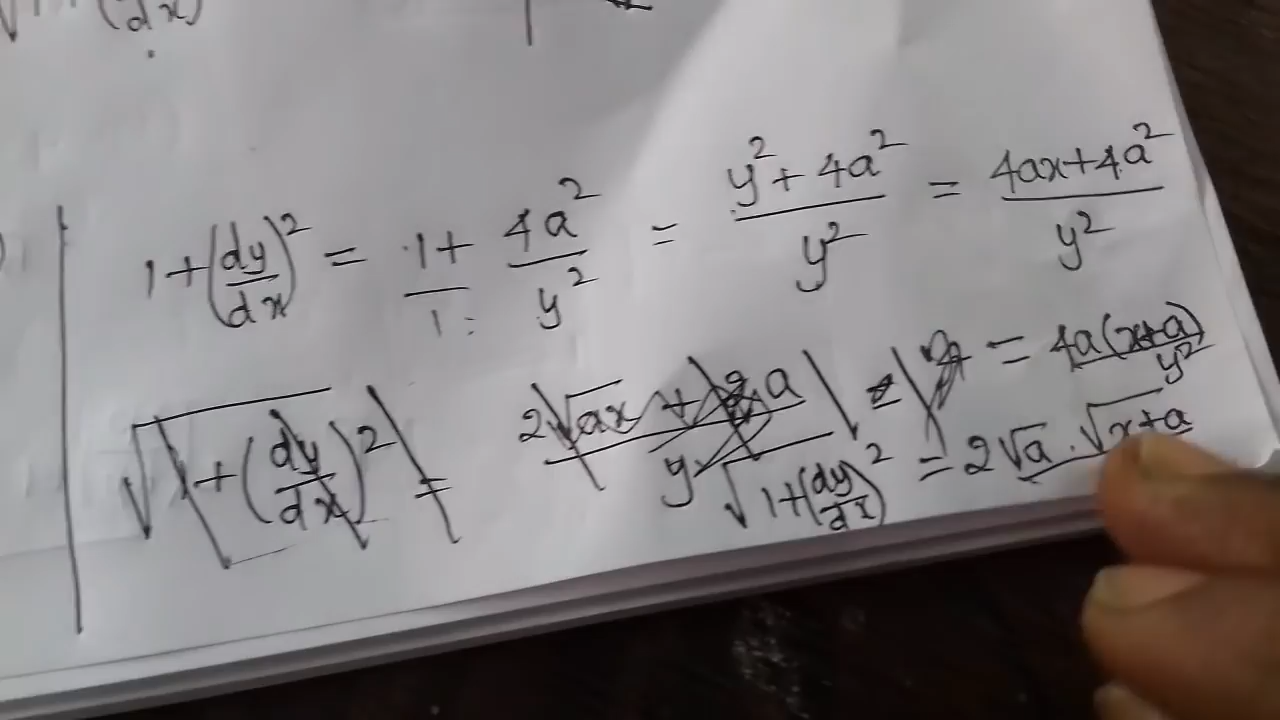 (dx)
1+(dy/dx)² = 1/1 + 4a²/y² = (y²+4a²)/y² = (4ax+4a²)/y²
= 4a(x+a)/y²
√(1+(dy/dx)²) = 2√ax + a / y
√(1+(dy/dx)²) = 2√a . √(x+a)